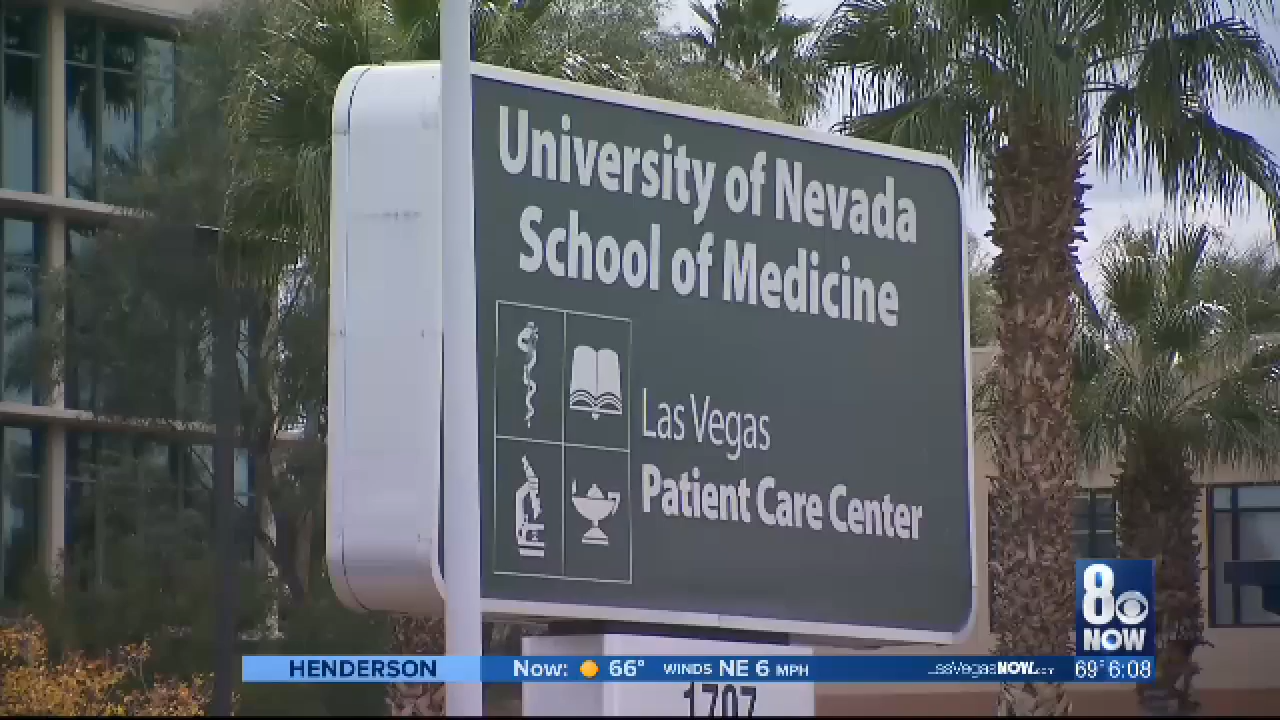 University of Nevada
School of Medicine
Las Vegas
Patient Care Center
1707
8
NOW
HENDERSON Now: 66° WINDS NE 6 MPH LasVegasNOW.com 69° 6:08